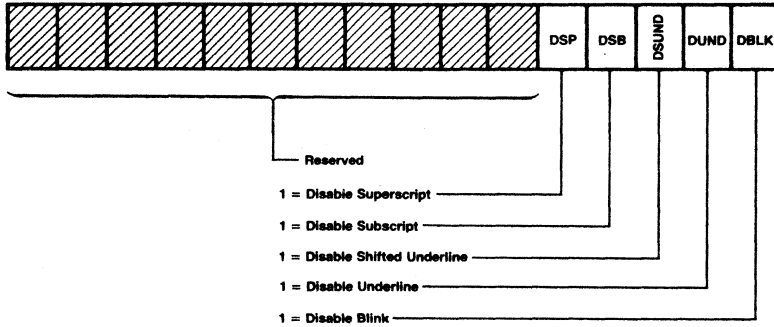 DSP DSB DSUND DUND DBLK
Reserved
1 = Disable Superscript
1 = Disable Subscript
1 = Disable Shifted Underline
1 = Disable Underline
1 = Disable Blink